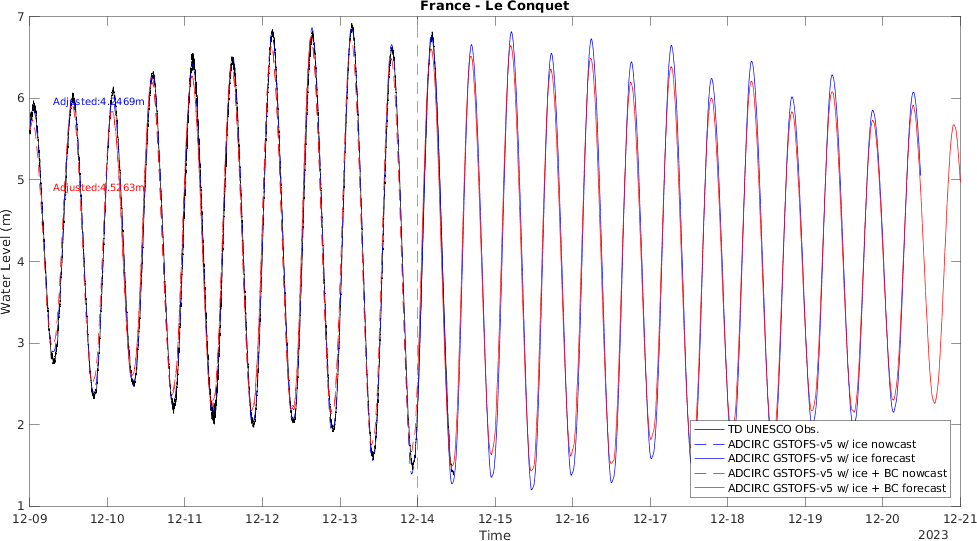 France - Le Conquet
7
6
5
4
3
2
1
Water Level (m)
Adjusted:4.5263m
12-09
12-10
12-11
12-12
12-13
12-14
12-15
12-16
12-17
12-18
12-19
12-20
12-21
Time
2023
TD UNESCO Obs.
ADCIRC GSTOFS-v5 w/ ice nowcast
ADCIRC GSTOFS-v5 w/ ice forecast
ADCIRC GSTOFS-v5 w/ ice + BC nowcast
ADCIRC GSTOFS-v5 w/ ice + BC forecast